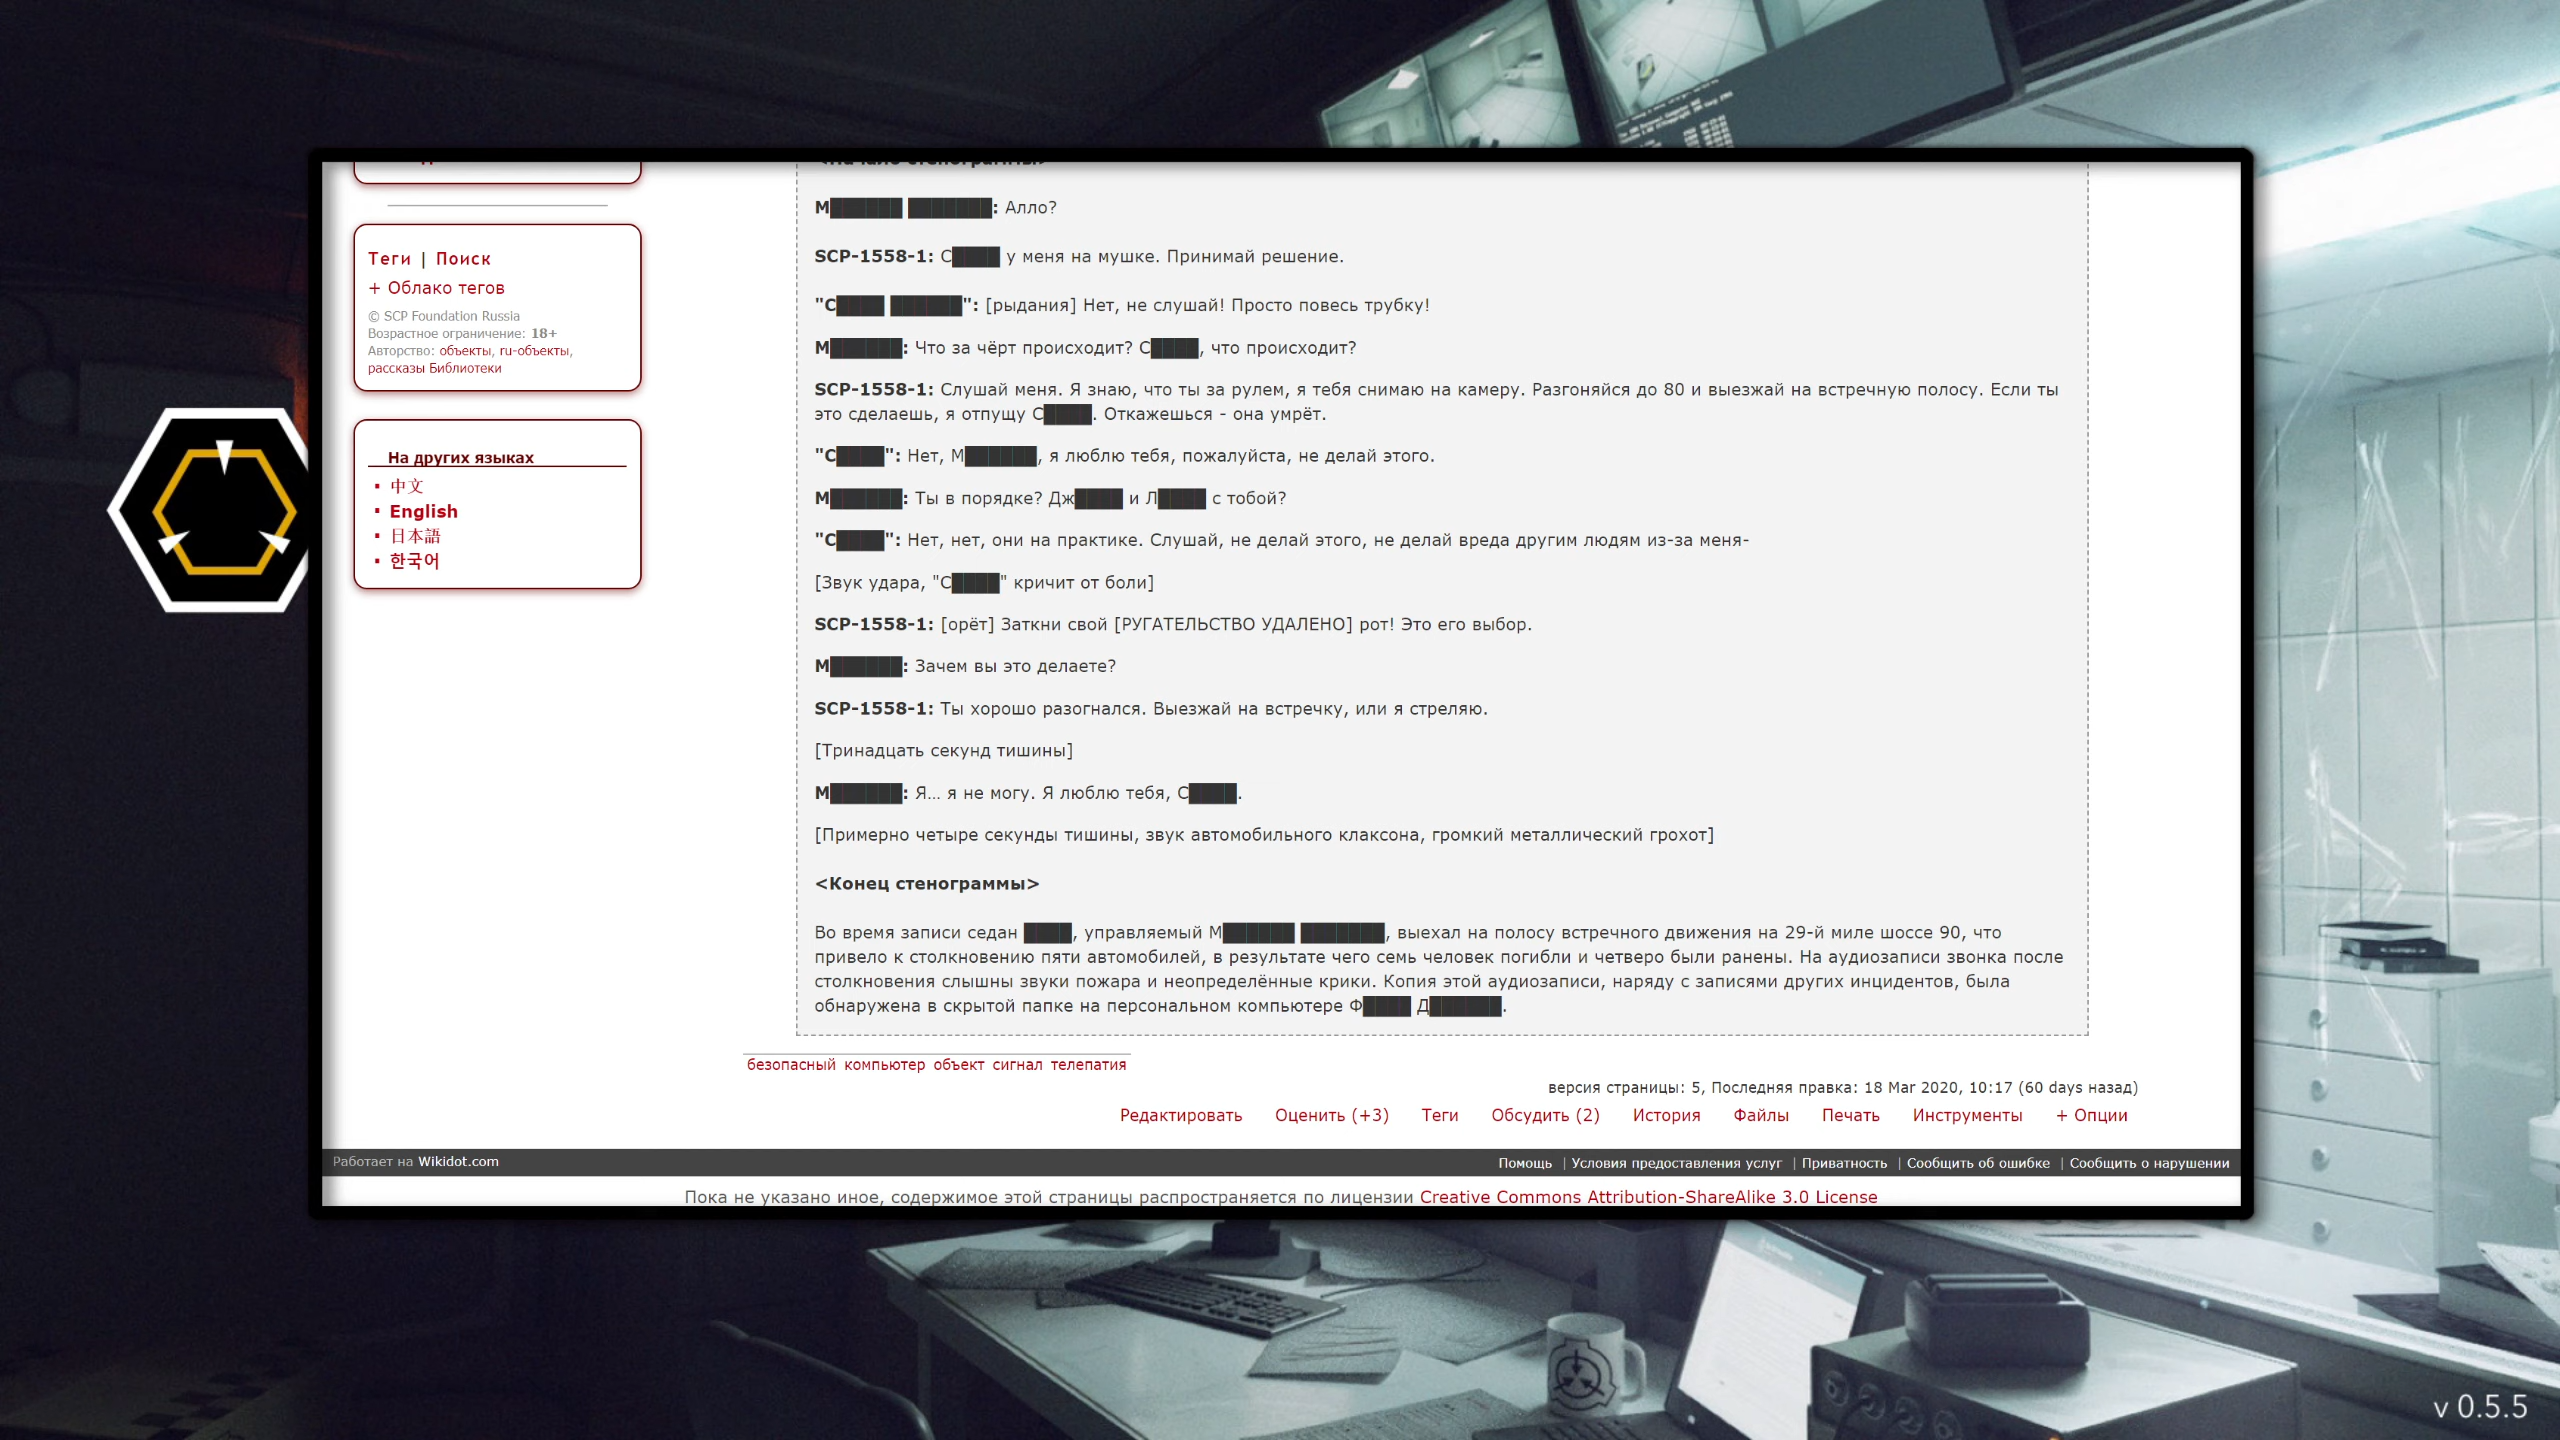 <Начало стенограммы>
М██████ ███████: Алло?
SCP-1558-1: С████ у меня на мушке. Принимай решение.
"С████ ██████": [рыдания] Нет, не слушай! Просто повесь трубку!
М██████: Что за чёрт происходит? С████, что происходит?
SCP-1558-1: Слушай меня. Я знаю, что ты за рулем, я тебя снимаю на камеру. Разгоняйся до 80 и выезжай на встречную полосу. Если ты
это сделаешь, я отпущу С████. Откажешься - она умрёт.
"С████": Нет, М██████, я люблю тебя, пожалуйста, не делай этого.
М██████: Ты в порядке? Дж████ и Л████ с тобой?
"С████": Нет, нет, они на практике. Слушай, не делай этого, не делай вреда другим людям из-за меня-
[Звук удара, "С████" кричит от боли]
SCP-1558-1: [орёт] Заткни свой [РУГАТЕЛЬСТВО УДАЛЕНО] рот! Это его выбор.
М██████: Зачем вы это делаете?
SCP-1558-1: Ты хорошо разогнался. Выезжай на встречку, или я стреляю.
[Тринадцать секунд тишины]
М██████: Я… я не могу. Я люблю тебя, С████.
[Примерно четыре секунды тишины, звук автомобильного клаксона, громкий металлический грохот]
<Конец стенограммы>
Во время записи седан ████, управляемый М██████ ███████, выехал на полосу встречного движения на 29-й миле шоссе 90, что
привело к столкновению пяти автомобилей, в результате чего семь человек погибли и четверо были ранены. На аудиозаписи звонка после
столкновения слышны звуки пожара и неопределённые крики. Копия этой аудиозаписи, наряду с записями других инцидентов, была
обнаружена в скрытой папке на персональном компьютере Ф████ Д██████.
Теги | Поиск
+ Облако тегов
© SCP Foundation Russia
Возрастное ограничение: 18+
Авторство: объекты, ru-объекты,
рассказы Библиотеки
На других языках
中文
English
日本語
한국어
безопасный компьютер объект сигнал телепатия
версия страницы: 5, Последняя правка: 18 Mar 2020, 10:17 (60 days назад)
Редактировать Оценить (+3) Теги Обсудить (2) История Файлы Печать Инструменты + Опции
Работает на Wikidot.com
Помощь | Условия предоставления услуг | Приватность | Сообщить об ошибке | Сообщить о нарушении
Пока не указано иное, содержимое этой страницы распространяется по лицензии Creative Commons Attribution-ShareAlike 3.0 License
v 0.5.5